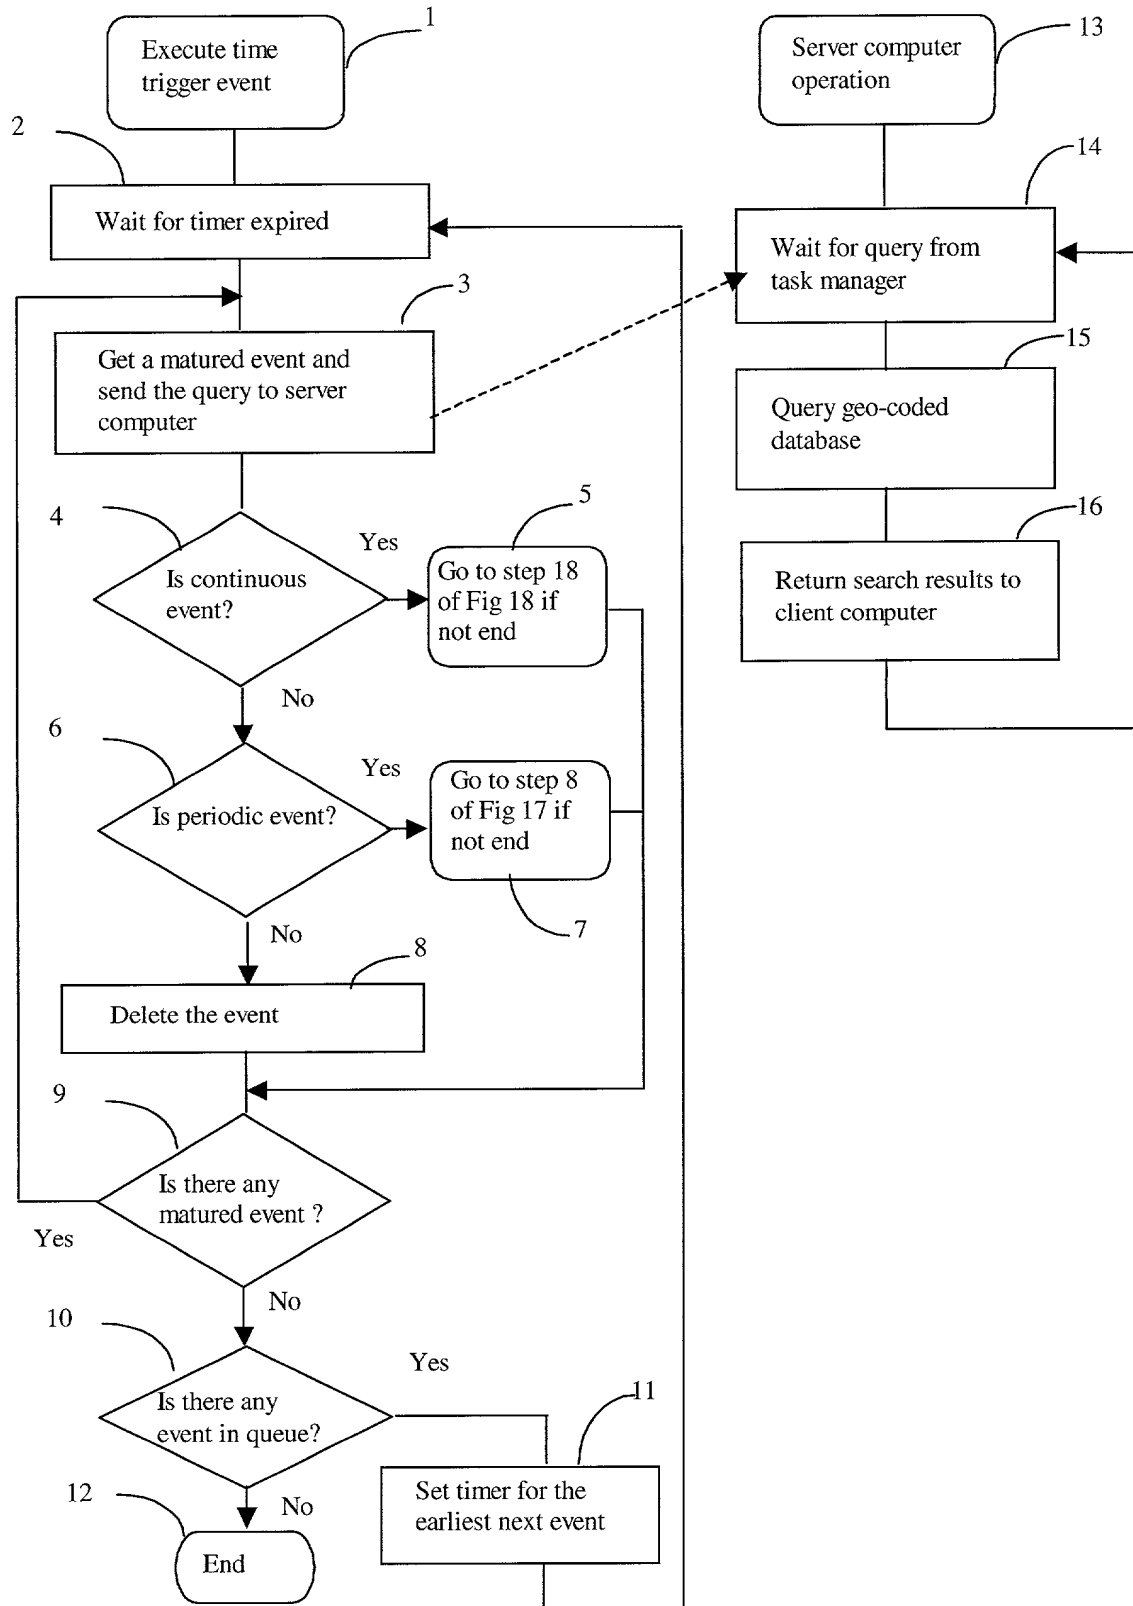 1
Execute time
trigger event
2
Wait for timer expired
3
Get a matured event and
send the query to server
computer
4
Is continuous
event?
Yes
5
Go to step 18
of Fig 18 if
not end
No
6
Is periodic event?
Yes
Go to step 8
of Fig 17 if
not end
7
No
8
Delete the event
9
Is there any
matured event ?
Yes
No
10
Is there any
event in queue?
Yes
11
Set timer for the
earliest next event
No
12
End
13
Server computer
operation
14
Wait for query from
task manager
15
Query geo-coded
database
16
Return search results to
client computer